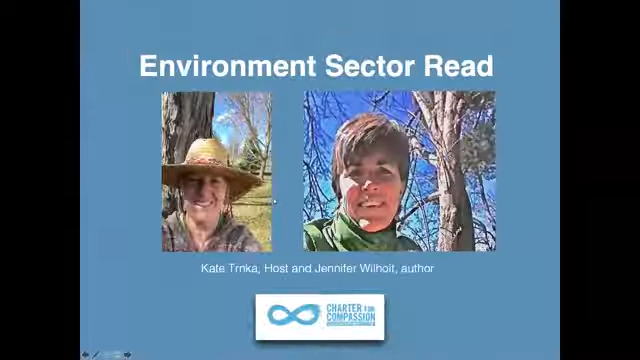 Environment Sector Read
Kate Trnka, Host and Jennifer Wilhoit, author
CHARTER FOR
COMPASSION